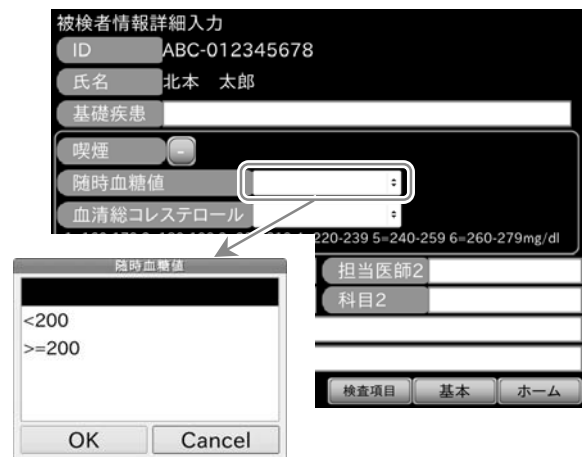 被検者情報詳細入力
ID ABC-012345678
氏名 北本 太郎
基礎疾患
喫煙 -
随時血糖値
血清総コレステロール
220-239 5=240-259 6=260-279mg/dl
担当医師2
科目2
検査項目 基本 ホーム
随時血糖値
<200
>=200
OK Cancel